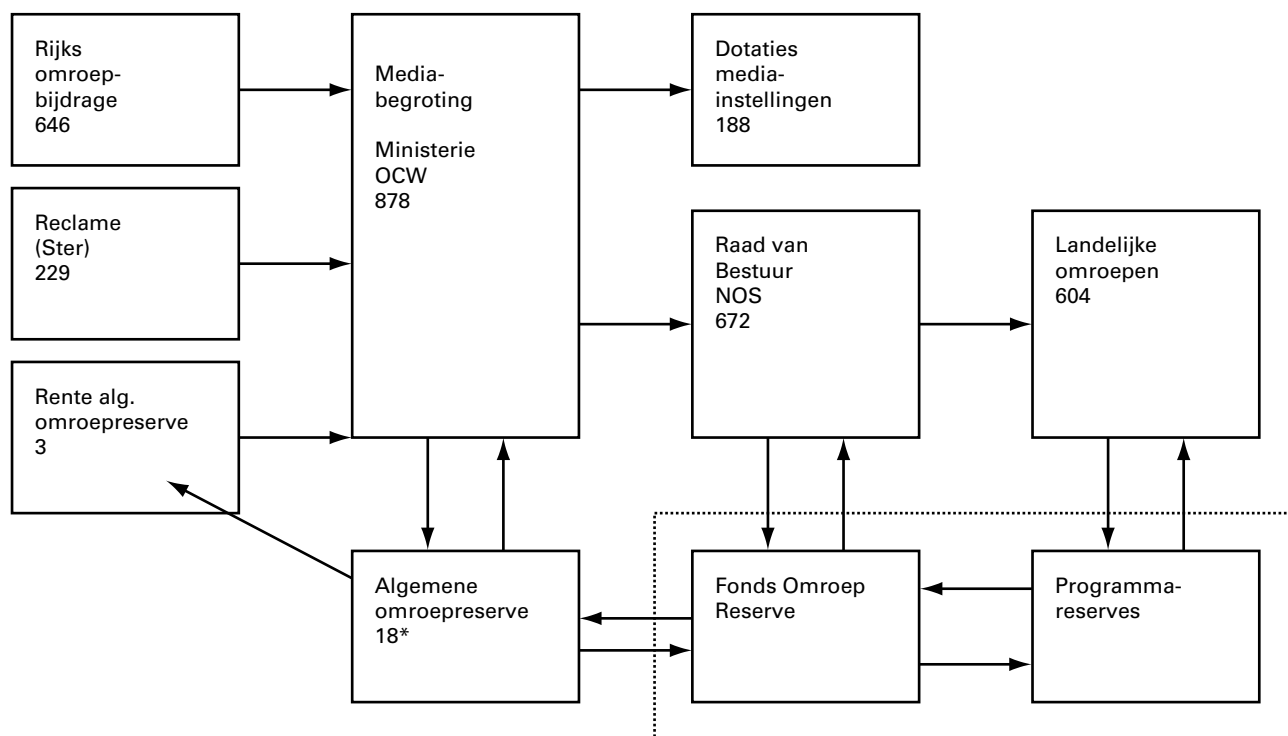 Rijks
omroep-
bijdrage
646
Media-
begroting
Ministerie
OCW
878
Dotaties
media-
instellingen
188
Reclame
(Ster)
229
Raad van
Bestuur
NOS
672
Landelijke
omroepen
604
Rente alg.
omroepreserve
3
Algemene
omroepreserve
18*
Fonds Omroep
Reserve
Programma-
reserves